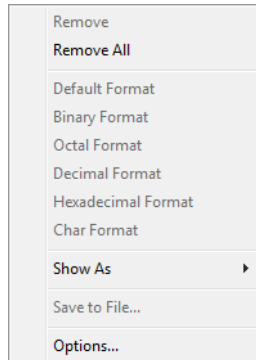 Remove
Remove All
Default Format
Binary Format
Octal Format
Decimal Format
Hexadecimal Format
Char Format
Show As
Save to File...
Options...